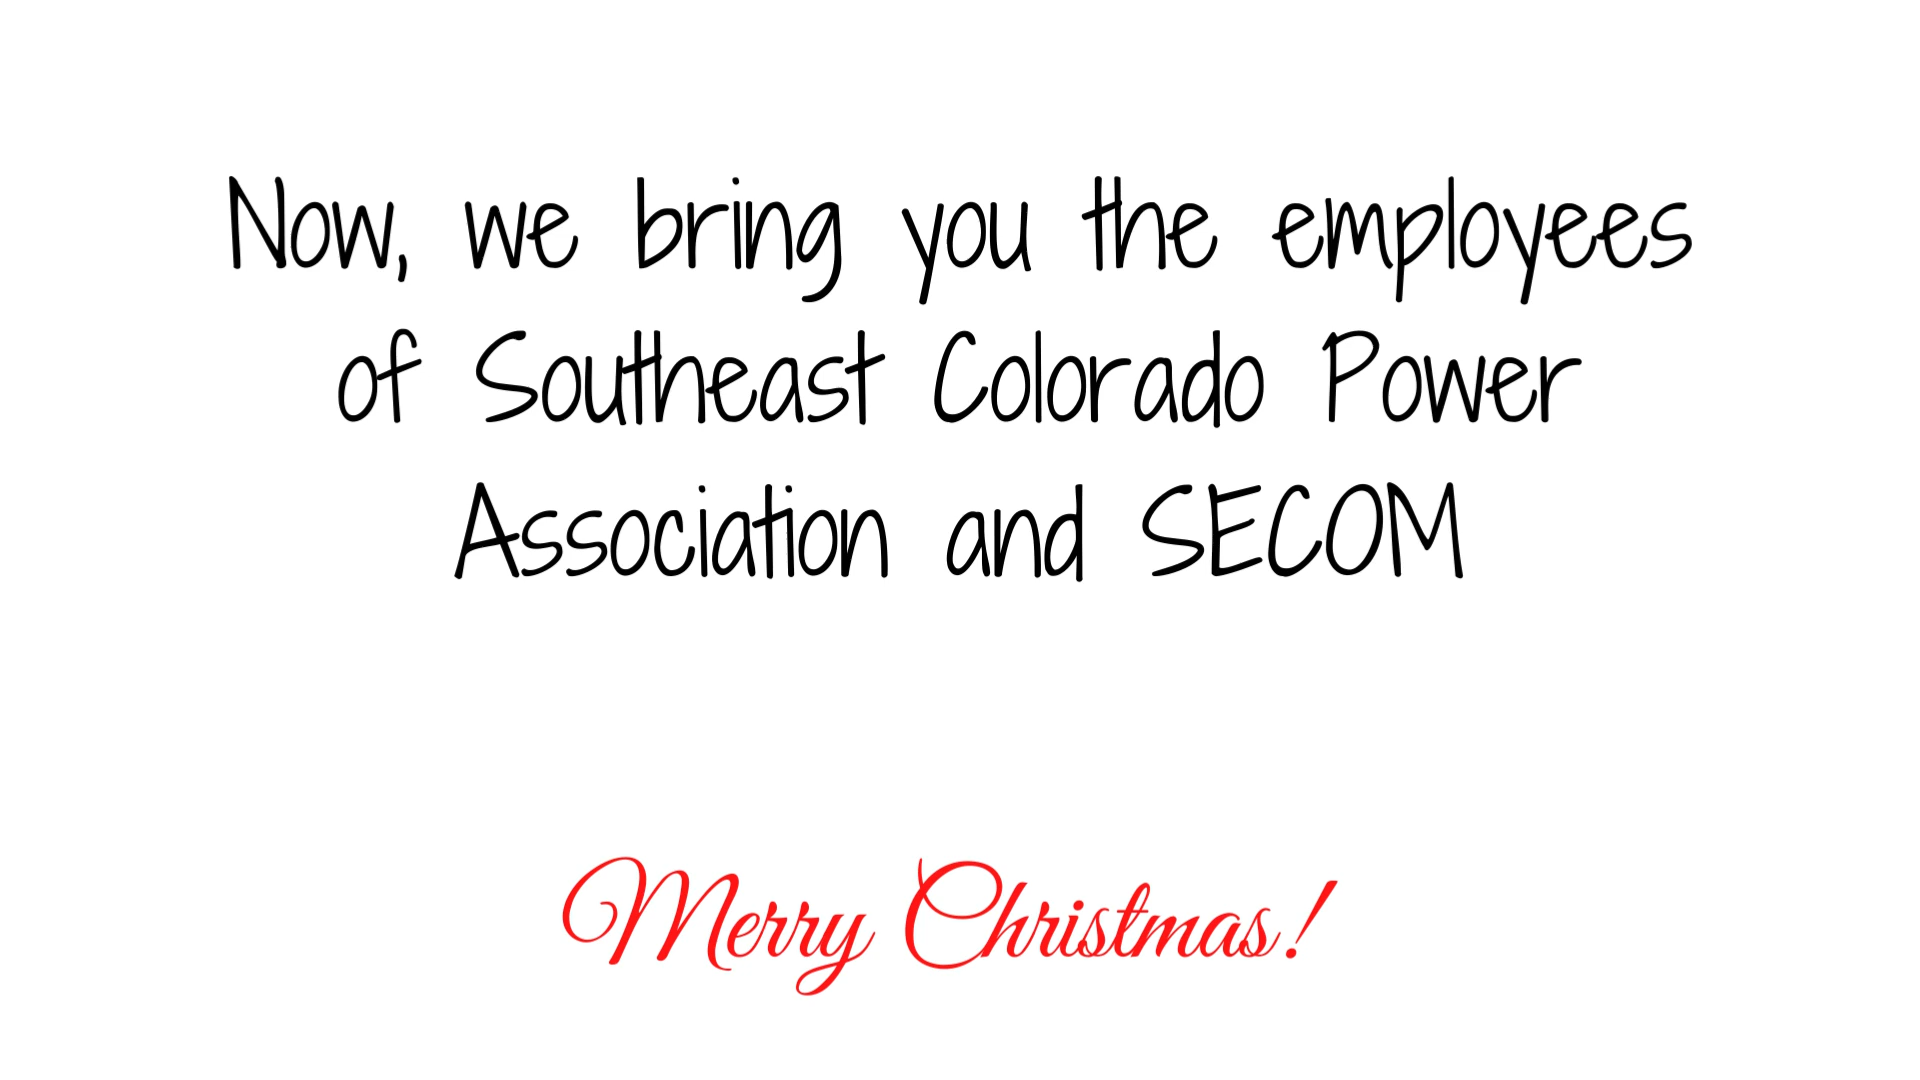 Now, we bring you the employees
of Southeast Colorado Power
Association and SECOM
Merry Christmas!